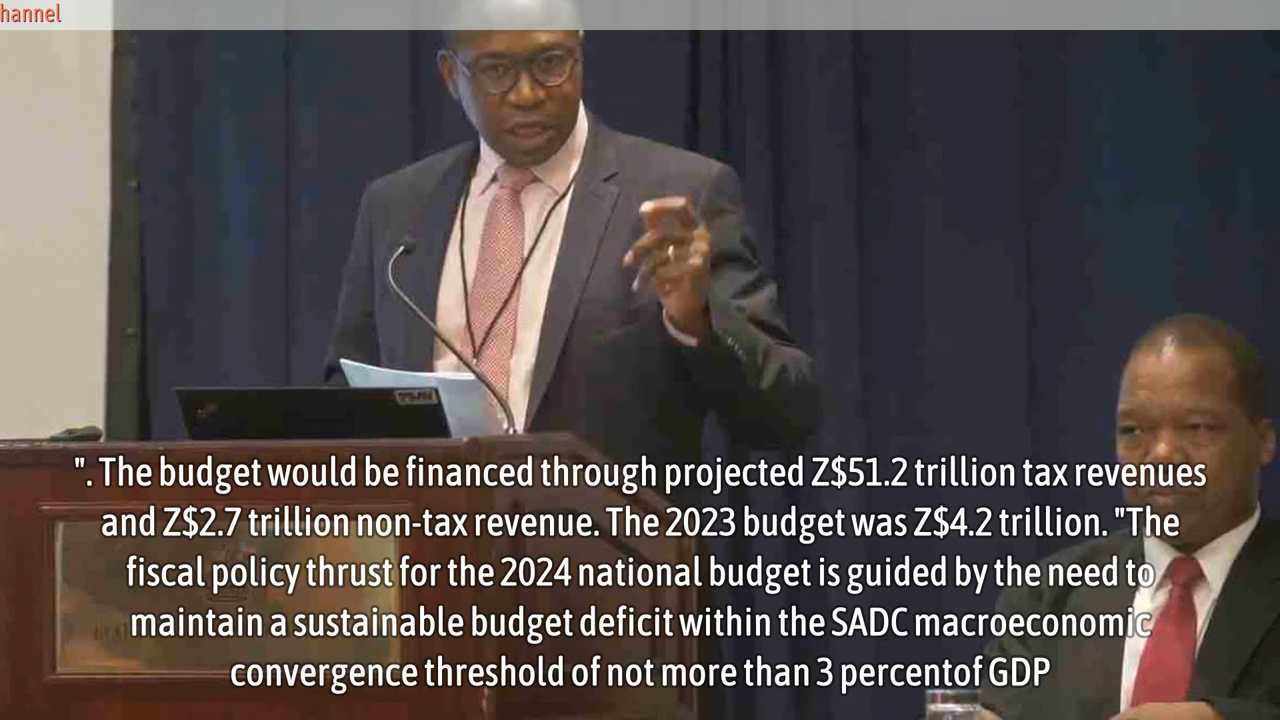 hannel
". The budget would be financed through projected Z$51.2 trillion tax revenues
and Z$2.7 trillion non-tax revenue. The 2023 budget was Z$4.2 trillion. "The
fiscal policy thrust for the 2024 national budget is guided by the need to
maintain a sustainable budget deficit within the SADC macroeconomic
convergence threshold of not more than 3 percentof GDP